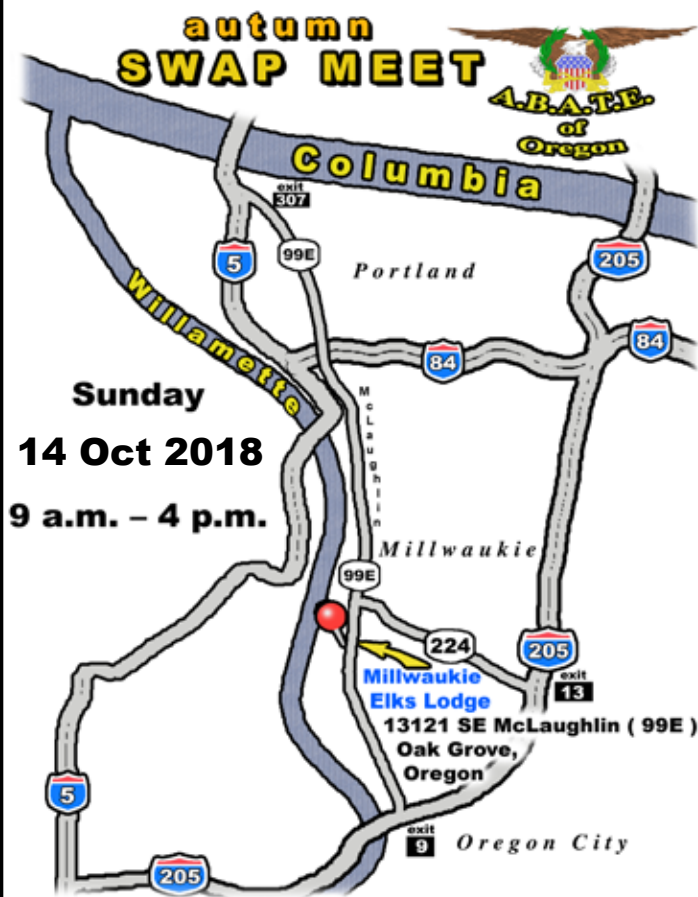 autumn
SWAP MEET
A.B.A.T.E.
of
Oregon
Columbia
exit
307
5
99E
205
Portland
Willamette
84
84
Sunday
McLaughlin
14 Oct 2018
9 a.m. – 4 p.m.
Millwaukie
99E
224
205
Millwaukie
Elks Lodge
exit
13
13121 SE McLaughlin ( 99E )
Oak Grove,
Oregon
5
exit
9
Oregon City
205